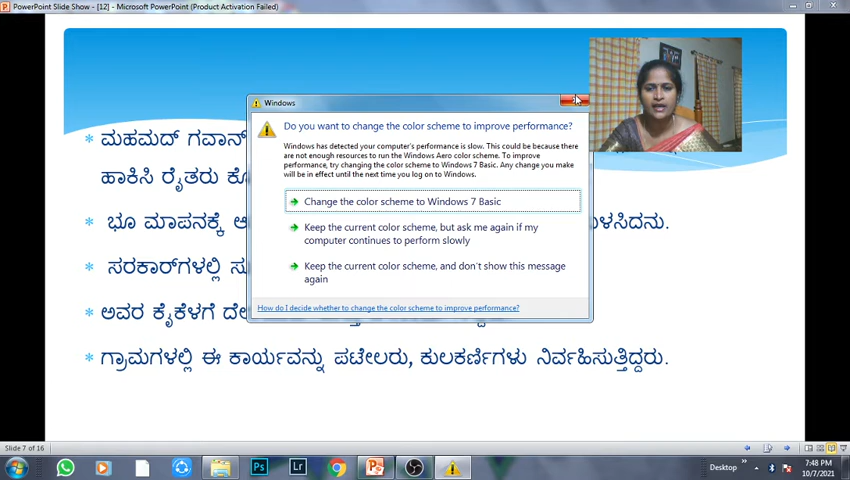 PowerPoint Slide Show - [12] - Microsoft PowerPoint (Product Activation Failed)
Windows
Do you want to change the color scheme to improve performance?
Windows has detected your computer's performance is slow. This could be because there
are not enough resources to run the Windows Aero color scheme. To improve
performance, try changing the color scheme to Windows 7 Basic. Any change you make
will be in effect until the next time you log on to Windows.
Change the color scheme to Windows 7 Basic
Keep the current color scheme, but ask me again if my
computer continues to perform slowly
Keep the current color scheme, and don't show this message
again
How do I decide whether to change the color scheme to improve performance?
* ಮಹಮದ್ ಗವಾನ್
ಹಾಕಿಸಿ ರೈತರು
* ಭೂ ಮಾಪನಕ್ಕೆ
* ಸರಕಾರ್‌ಗಳಲ್ಲಿ
* ಅವರ ಕೈಕೆಳಗೆ
* ಗ್ರಾಮಗಳಲ್ಲಿ ಈ ಕಾರ್ಯವನ್ನು ಪಟೇಲರು, ಕುಲಕರ್ಣಿಗಳು ನಿರ್ವಹಿಸುತ್ತಿದ್ದರು.
Slide 7 of 16
Ps
Lr
Desktop
7:48 PM
10/7/2021